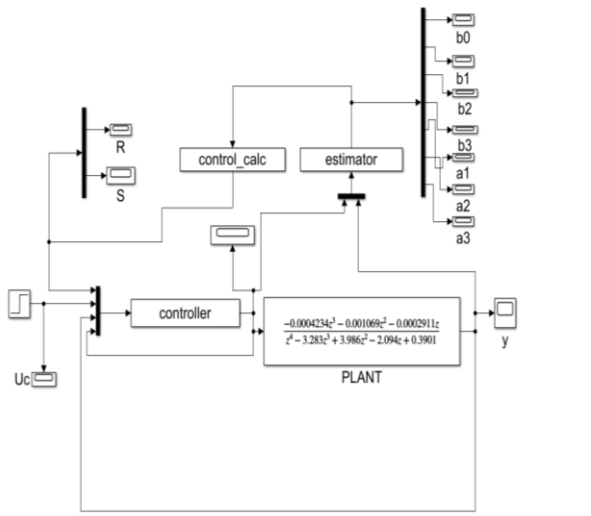 b0
b1
b2
b3
a1
a2
a3
R
S
control_calc
estimator
controller
−0.0004234z³ − 0.001069z² − 0.0002911z
z⁴ − 3.283z³ + 3.986z² − 2.094z + 0.3901
PLANT
y
Uc